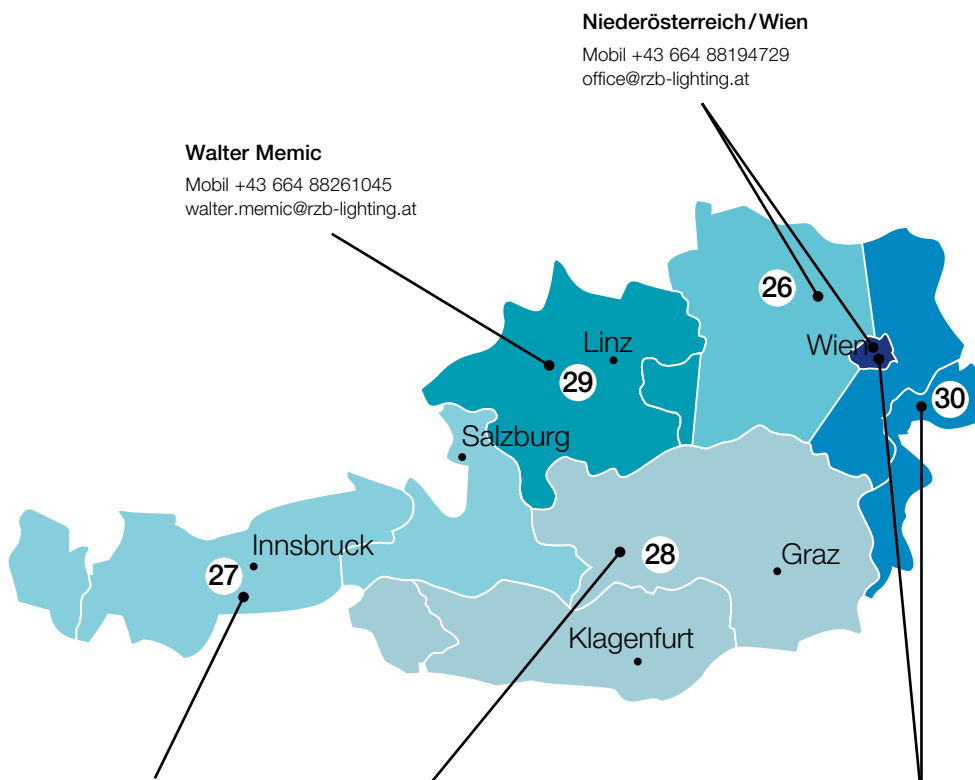 Niederösterreich/Wien
Mobil +43 664 88194729
office@rzb-lighting.at
Walter Memic
Mobil +43 664 88261045
walter.memic@rzb-lighting.at
26
Linz
Wien
29
30
Salzburg
Innsbruck
27
28
Graz
Klagenfurt